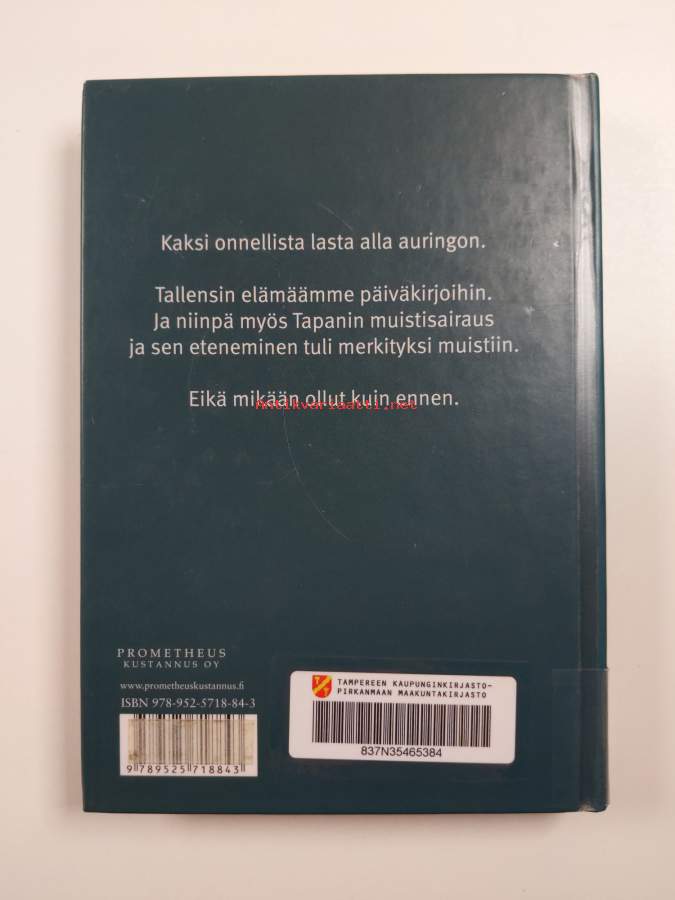 Kaksi onnellista lasta alla auringon.
Tallensin elämäämme päiväkirjoihin.
Ja niinpä myös Tapanin muistisairaus
ja sen eteneminen tuli merkityksi muistiin.
Eikä mikään ollut kuin ennen.
Antikvariaatti.net
PROMETHEUS
KUSTANNUS OY
www.prometheuskustannus.fi
ISBN 978-952-5718-84-3
9 789525 718843
TAMPEREEN KAUPUNGINKIRJASTO-
PIRKANMAAN MAAKUNTAKIRJASTO
837N35465384